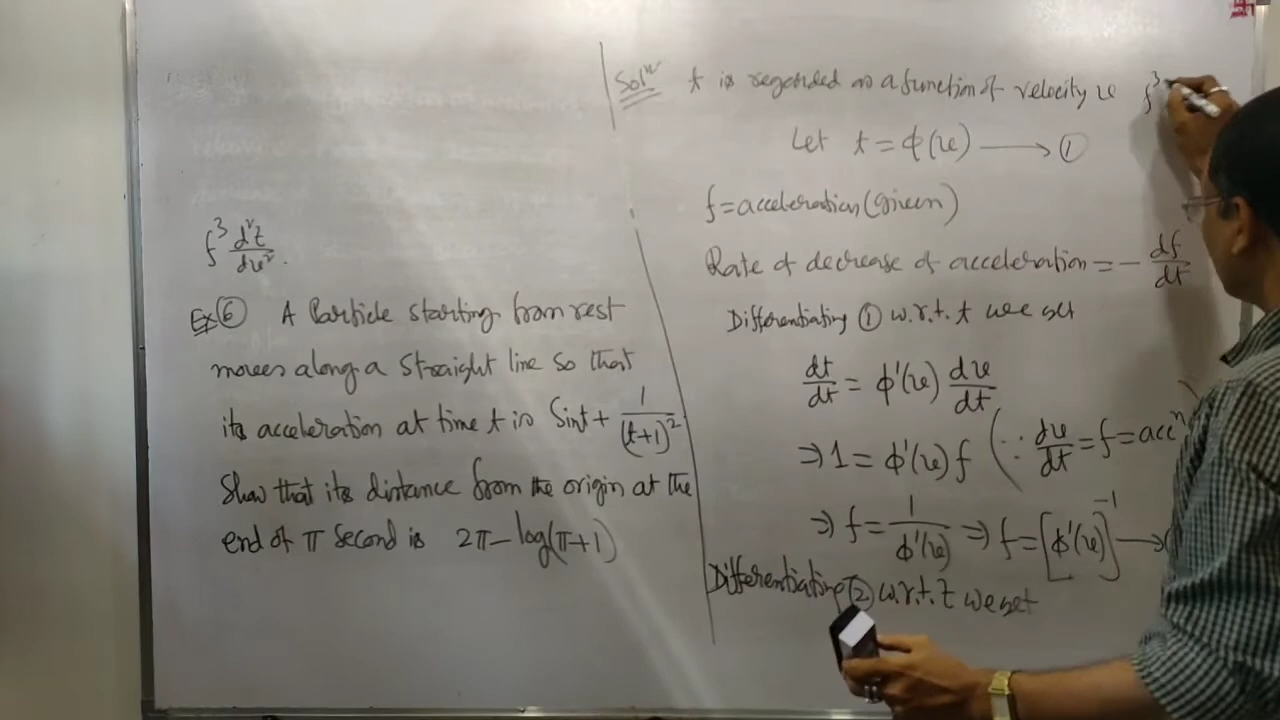 f³ d²t/dv².
Ex⑥ A Particle starting from rest
moves along a straight line so that
its acceleration at time t is Sint + 1/(t+1)²
Show that its distance from the origin at the
end of π second is 2π – log(π+1)
Solⁿ t is regarded as a function of velocity v f³
Let t = φ(v) ⟶ ①
f = acceleration (given)
Rate of decrease of acceleration = – df/dt
Differentiating ① w.r.t. t we get
dt/dt = φ'(v) dv/dt
⇒ 1 = φ'(v) f (∵ dv/dt = f = accⁿ)
⇒ f = 1/φ'(v) ⇒ f = [φ'(v)]⁻¹ ⟶
Differentiating ② w.r.t. t we get